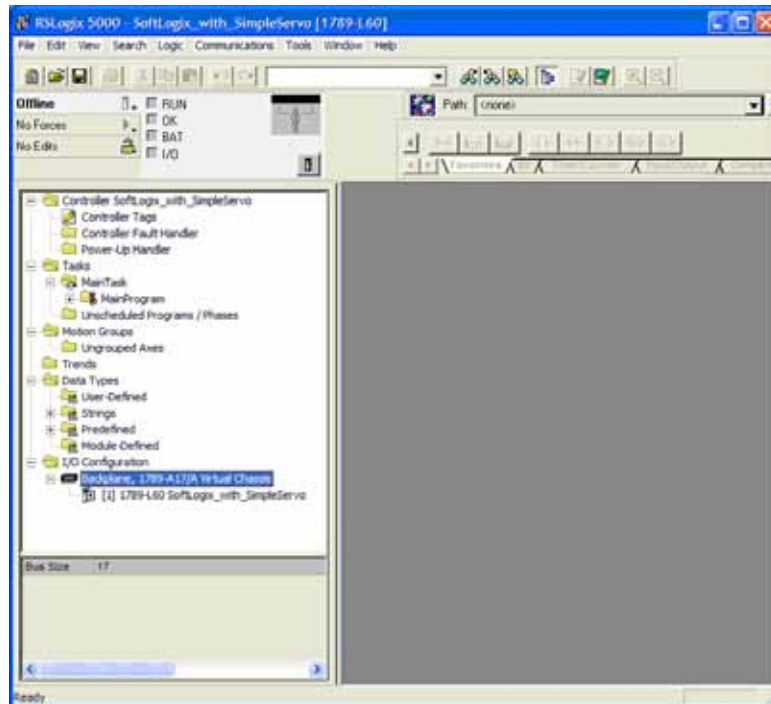 RSLogix 5000 - SoftLogix_with_SimpleServo [1789-L60]
File Edit View Search Logic Communications Tools Window Help
Offline
RUN
Path: <none>
No Forces
OK
No Edits
BAT
I/O
Favorites
Controller SoftLogix_with_SimpleServo
Controller Tags
Controller Fault Handler
Power-Up Handler
Tasks
MainTask
MainProgram
Unscheduled Programs / Phases
Motion Groups
Ungrouped Axes
Trends
Data Types
User-Defined
Strings
Predefined
Module-Defined
I/O Configuration
Backplane, 1789-A17/A Virtual Chassis
[1] 1789-L60 SoftLogix_with_SimpleServo
Bus Size 17
Ready